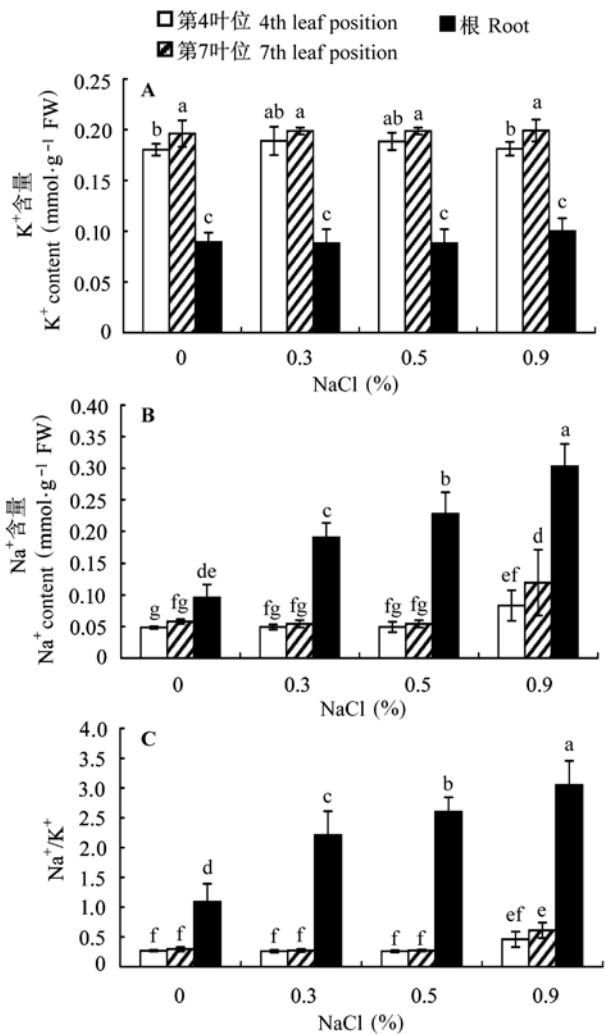 第4叶位 4th leaf position
根 Root
第7叶位 7th leaf position
A
K⁺含量
K⁺ content (mmol·g⁻¹ FW)
0.25
0.20
0.15
0.10
0.05
0
b a c
ab a c
ab a c
b a c
0 0.3 0.5 0.9
NaCl (%)
B
Na⁺含量
Na⁺ content (mmol·g⁻¹ FW)
0.40
0.35
0.30
0.25
0.20
0.15
0.10
0.05
0
g fg de
fg fg c
fg fg b
ef d a
0 0.3 0.5 0.9
NaCl (%)
C
Na⁺/K⁺
4.0
3.5
3.0
2.5
2.0
1.5
1.0
0.5
0
f f d
f f c
f f b
ef e a
0 0.3 0.5 0.9
NaCl (%)